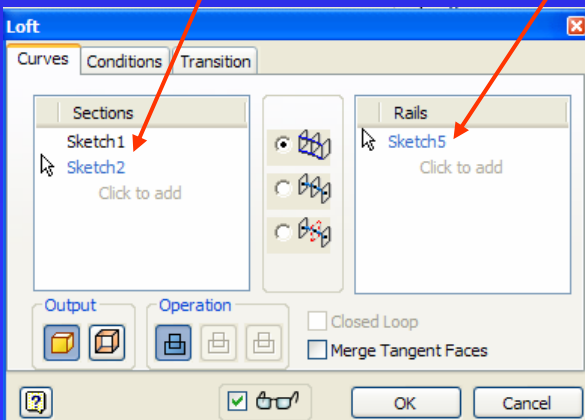 Loft
Curves Conditions Transition
Sections
Sketch1
Sketch2
Click to add
Rails
Sketch5
Click to add
Output
Operation
Closed Loop
Merge Tangent Faces
?
OK
Cancel